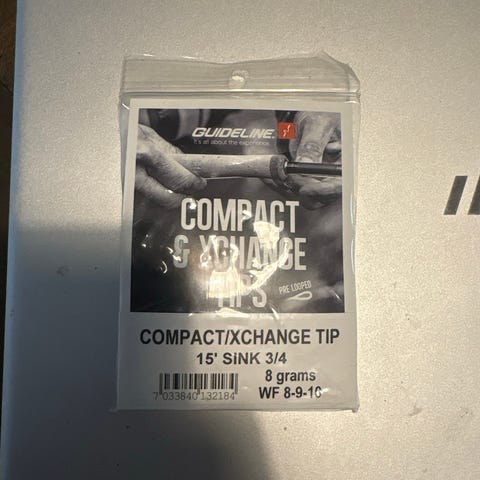 GUIDELINE
It's all about the experience
COMPACT
& XCHANGE
TIPS
PRE LOOPED
COMPACT/XCHANGE TIP
15' SiNK 3/4
8 grams
WF 8-9-10
7 033840 132184